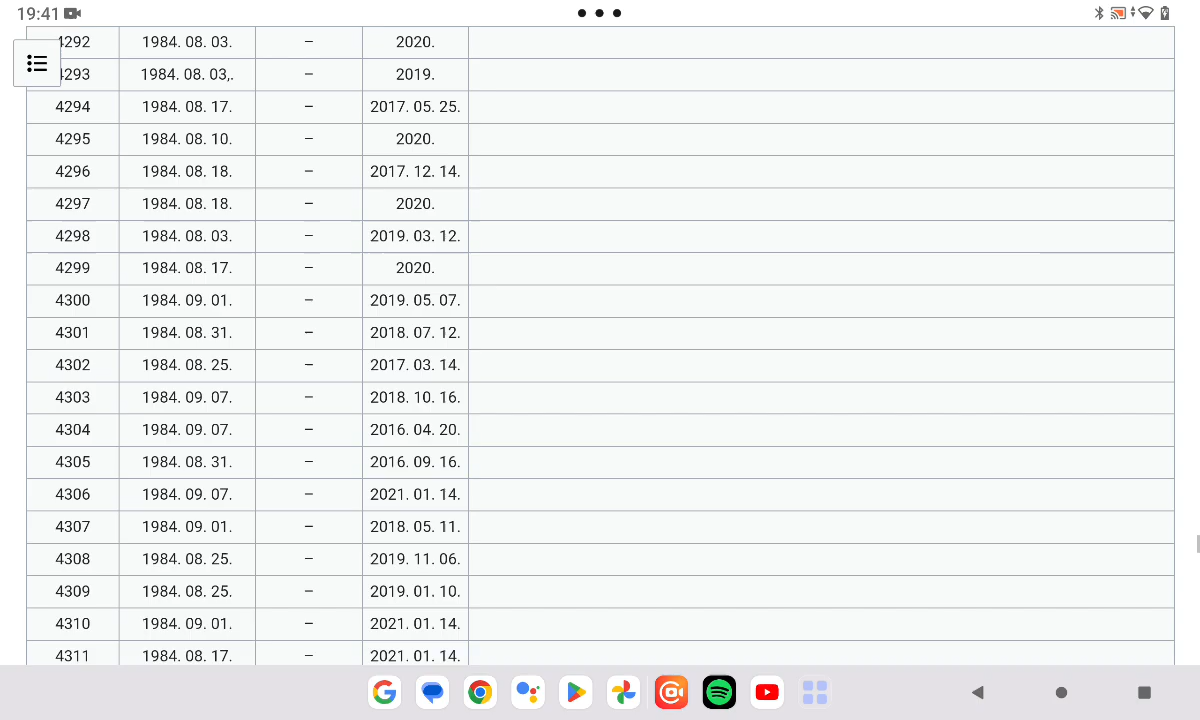 19:41
4292 1984. 08. 03. – 2020.
4293 1984. 08. 03,. – 2019.
4294 1984. 08. 17. – 2017. 05. 25.
4295 1984. 08. 10. – 2020.
4296 1984. 08. 18. – 2017. 12. 14.
4297 1984. 08. 18. – 2020.
4298 1984. 08. 03. – 2019. 03. 12.
4299 1984. 08. 17. – 2020.
4300 1984. 09. 01. – 2019. 05. 07.
4301 1984. 08. 31. – 2018. 07. 12.
4302 1984. 08. 25. – 2017. 03. 14.
4303 1984. 09. 07. – 2018. 10. 16.
4304 1984. 09. 07. – 2016. 04. 20.
4305 1984. 08. 31. – 2016. 09. 16.
4306 1984. 09. 07. – 2021. 01. 14.
4307 1984. 09. 01. – 2018. 05. 11.
4308 1984. 08. 25. – 2019. 11. 06.
4309 1984. 08. 25. – 2019. 01. 10.
4310 1984. 09. 01. – 2021. 01. 14.
4311 1984. 08. 17. – 2021. 01. 14.